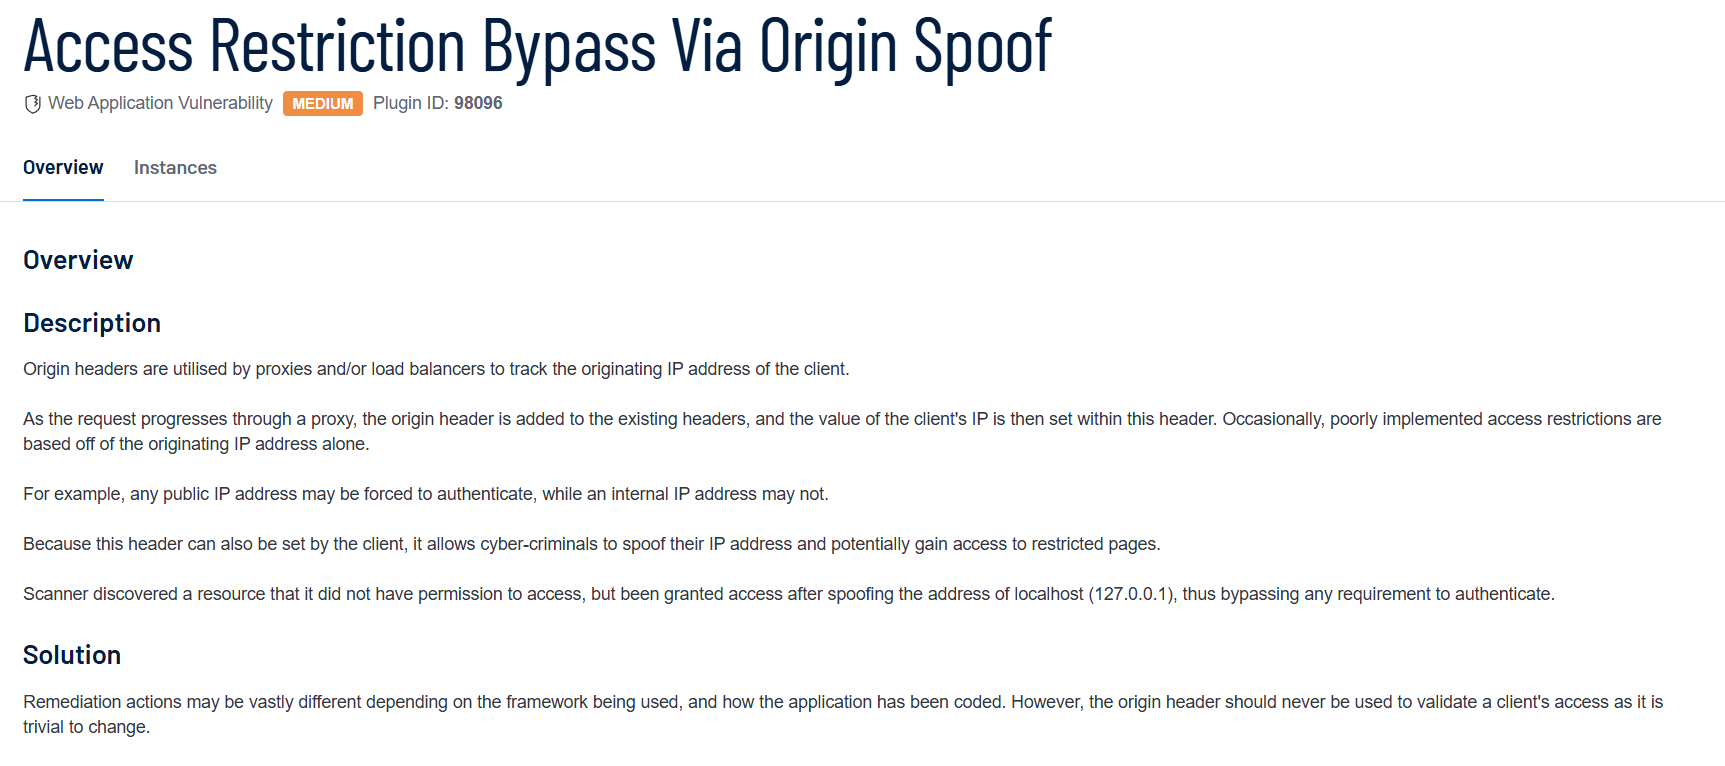 Access Restriction Bypass Via Origin Spoof
Web Application Vulnerability MEDIUM Plugin ID: 98096
Overview Instances
Overview
Description
Origin headers are utilised by proxies and/or load balancers to track the originating IP address of the client.
As the request progresses through a proxy, the origin header is added to the existing headers, and the value of the client's IP is then set within this header. Occasionally, poorly implemented access restrictions are
based off of the originating IP address alone.
For example, any public IP address may be forced to authenticate, while an internal IP address may not.
Because this header can also be set by the client, it allows cyber-criminals to spoof their IP address and potentially gain access to restricted pages.
Scanner discovered a resource that it did not have permission to access, but been granted access after spoofing the address of localhost (127.0.0.1), thus bypassing any requirement to authenticate.
Solution
Remediation actions may be vastly different depending on the framework being used, and how the application has been coded. However, the origin header should never be used to validate a client's access as it is
trivial to change.